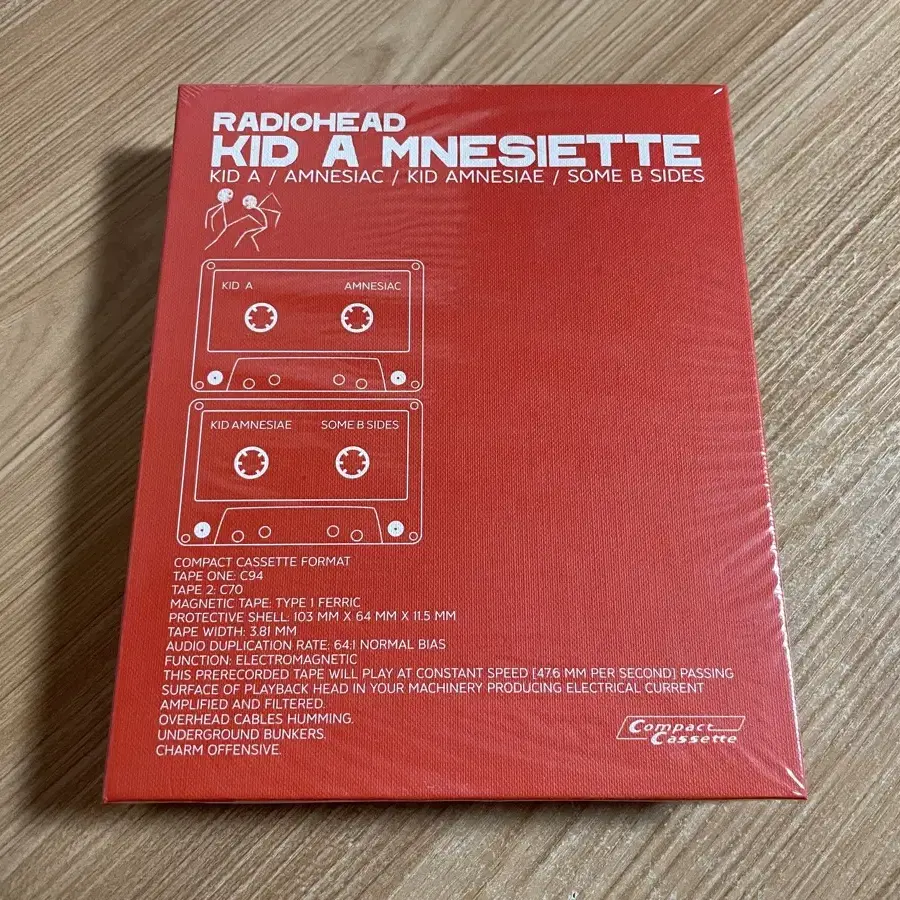 RADIOHEAD
KID A MNESIETTE
KID A / AMNESIAC / KID AMNESIAE / SOME B SIDES
KID A AMNESIAC
KID AMNESIAE SOME B SIDES
COMPACT CASSETTE FORMAT
TAPE ONE: C94
TAPE 2: C70
MAGNETIC TAPE: TYPE 1 FERRIC
PROTECTIVE SHELL: 103 MM X 64 MM X 11.5 MM
TAPE WIDTH: 3.81 MM
AUDIO DUPLICATION RATE: 64:1 NORMAL BIAS
FUNCTION: ELECTROMAGNETIC
THIS PRERECORDED TAPE WILL PLAY AT CONSTANT SPEED [47.6 MM PER SECOND] PASSING
SURFACE OF PLAYBACK HEAD IN YOUR MACHINERY PRODUCING ELECTRICAL CURRENT
AMPLIFIED AND FILTERED.
OVERHEAD CABLES HUMMING.
UNDERGROUND BUNKERS.
CHARM OFFENSIVE.
Compact
Cassette